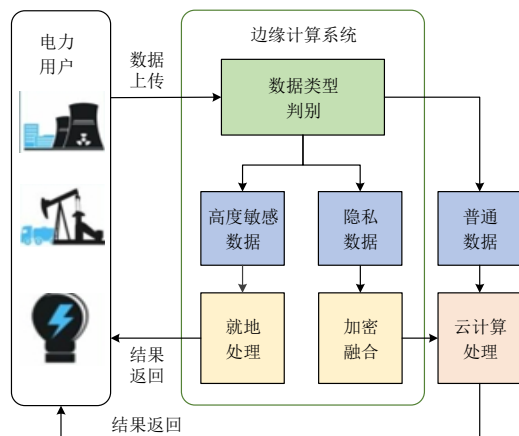 电力
用户
数据
上传
边缘计算系统
数据类型
判别
高度敏感
数据
隐私
数据
普通
数据
就地
处理
加密
融合
云计算
处理
结果
返回
结果返回